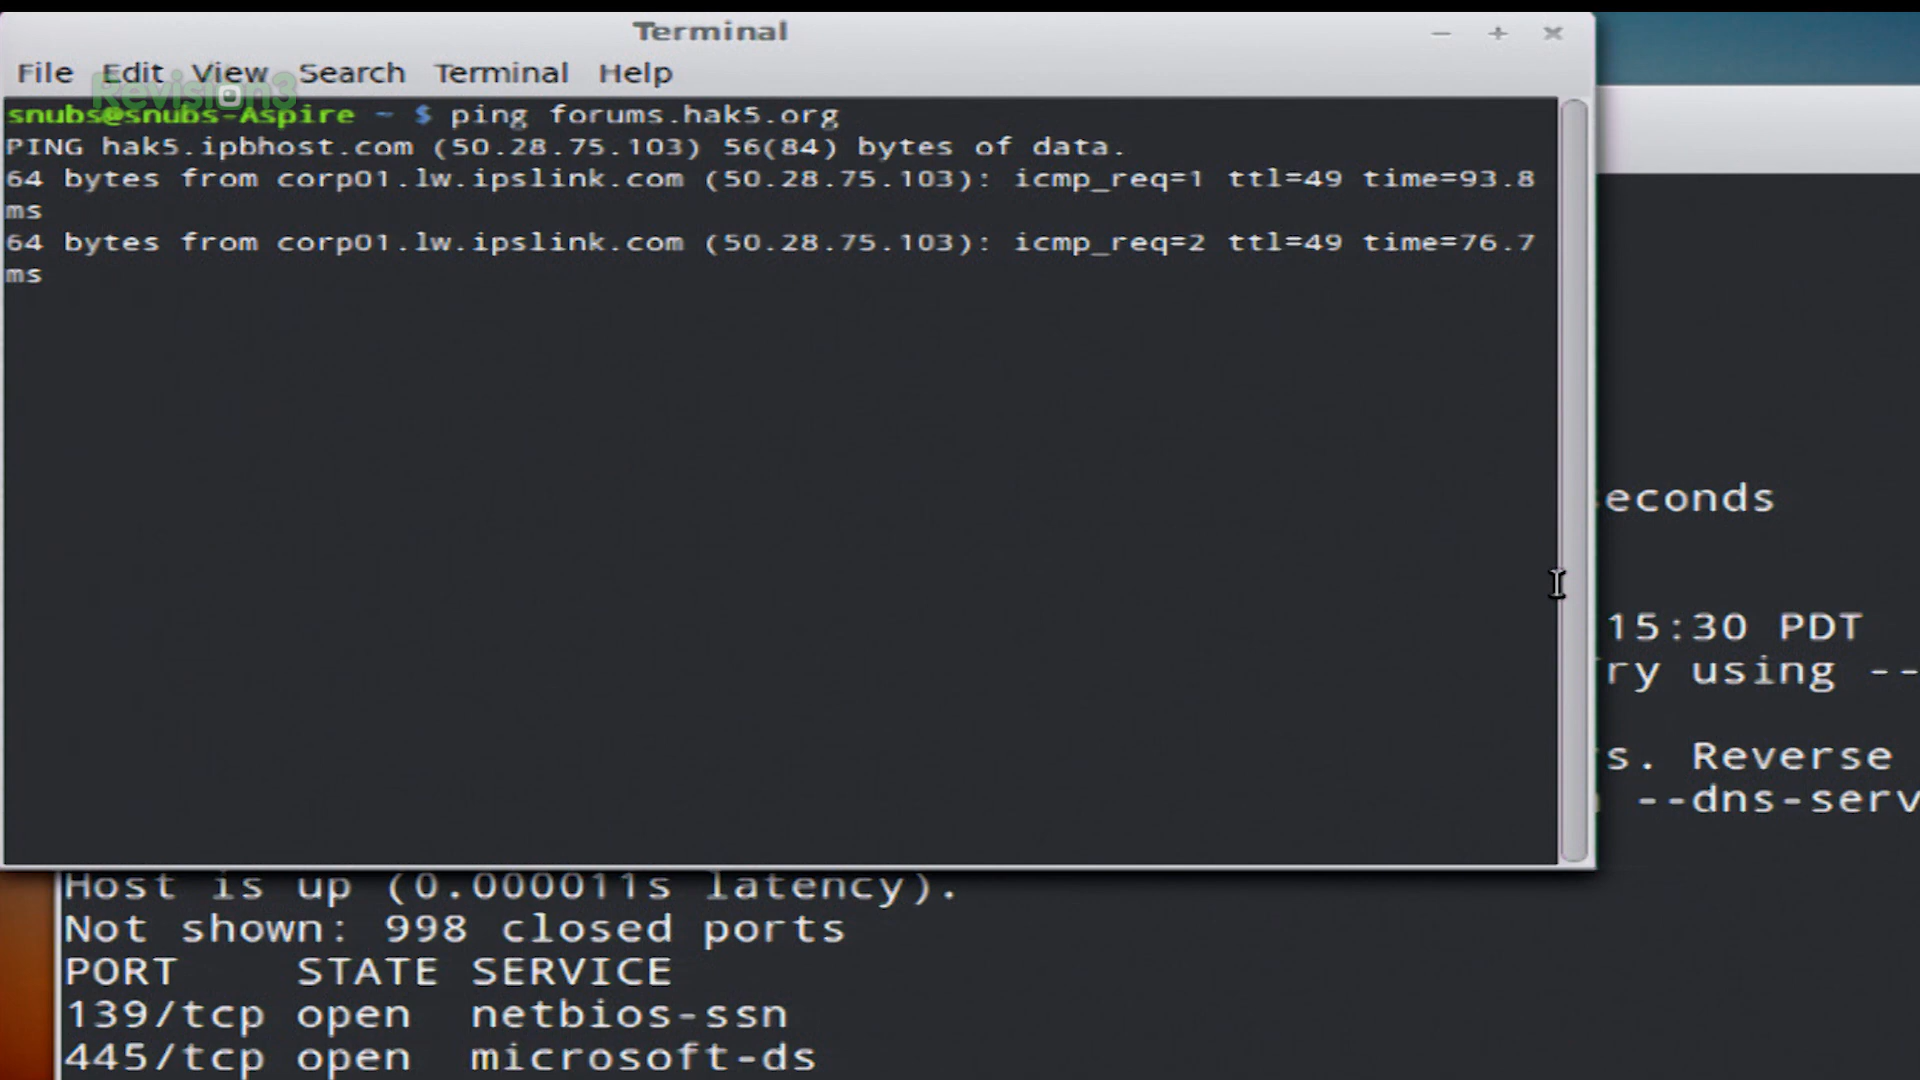 Terminal
File Edit View Search Terminal Help
Revision3
snubs@snubs-Aspire ~ $ ping forums.hak5.org
PING hak5.ipbhost.com (50.28.75.103) 56(84) bytes of data.
64 bytes from corp01.lw.ipslink.com (50.28.75.103): icmp_req=1 ttl=49 time=93.8
ms
64 bytes from corp01.lw.ipslink.com (50.28.75.103): icmp_req=2 ttl=49 time=76.7
ms
econds
15:30 PDT
ry using --
s. Reverse
--dns-serv
Host is up (0.000011s latency).
Not shown: 998 closed ports
PORT STATE SERVICE
139/tcp open netbios-ssn
445/tcp open microsoft-ds